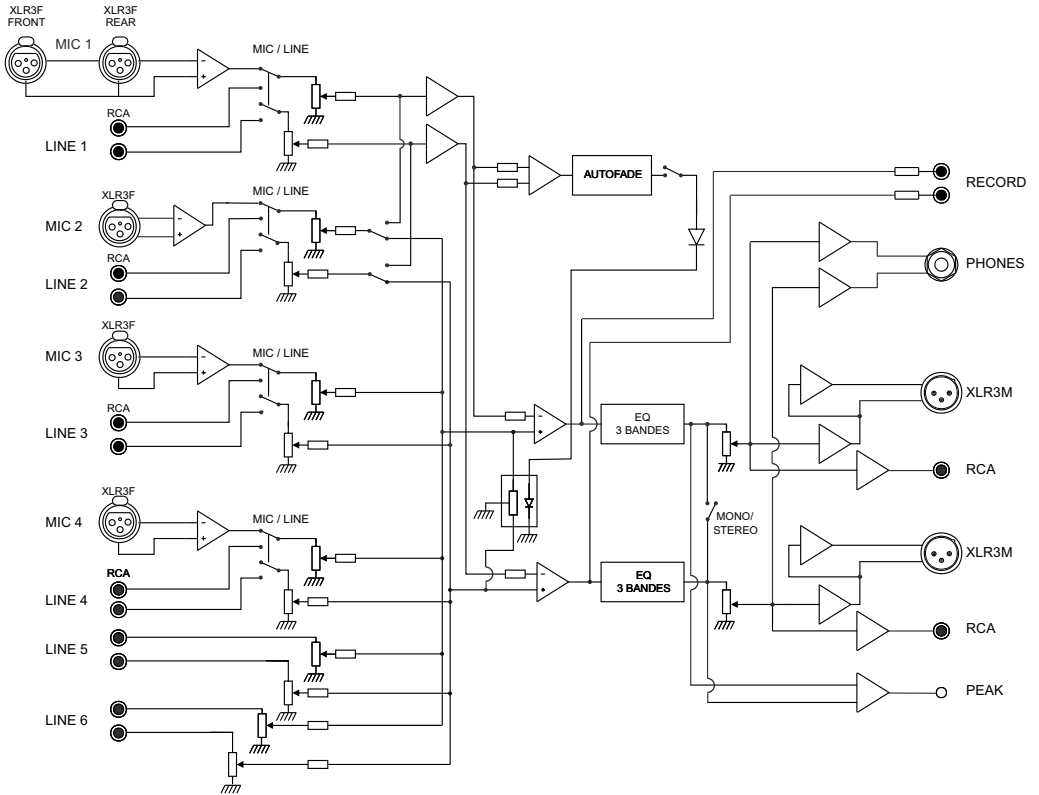 XLR3F
FRONT
XLR3F
REAR
MIC 1
MIC / LINE
RCA
LINE 1
XLR3F
MIC 2
MIC / LINE
RCA
LINE 2
XLR3F
MIC 3
MIC / LINE
RCA
LINE 3
XLR3F
MIC 4
MIC / LINE
RCA
LINE 4
LINE 5
LINE 6
AUTOFADE
EQ
3 BANDES
MONO/
STEREO
EQ
3 BANDES
RECORD
PHONES
XLR3M
RCA
XLR3M
RCA
PEAK